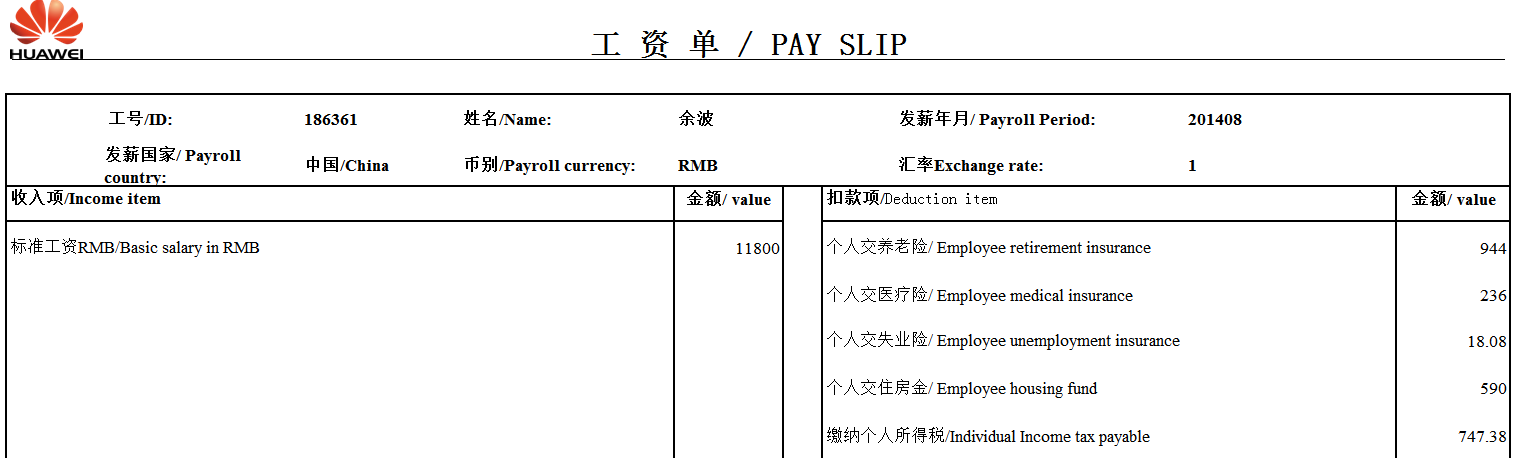 HUAWEI
工 资 单 / PAY SLIP
工号/ID: 186361 姓名/Name: 余波 发薪年月/ Payroll Period: 201408
发薪国家/ Payroll country: 中国/China 币别/Payroll currency: RMB 汇率Exchange rate: 1
收入项/Income item 金额/ value 扣款项/Deduction item 金额/ value
标准工资RMB/Basic salary in RMB 11800 个人交养老险/ Employee retirement insurance 944
个人交医疗险/ Employee medical insurance 236
个人交失业险/ Employee unemployment insurance 18.08
个人交住房金/ Employee housing fund 590
缴纳个人所得税/Individual Income tax payable 747.38